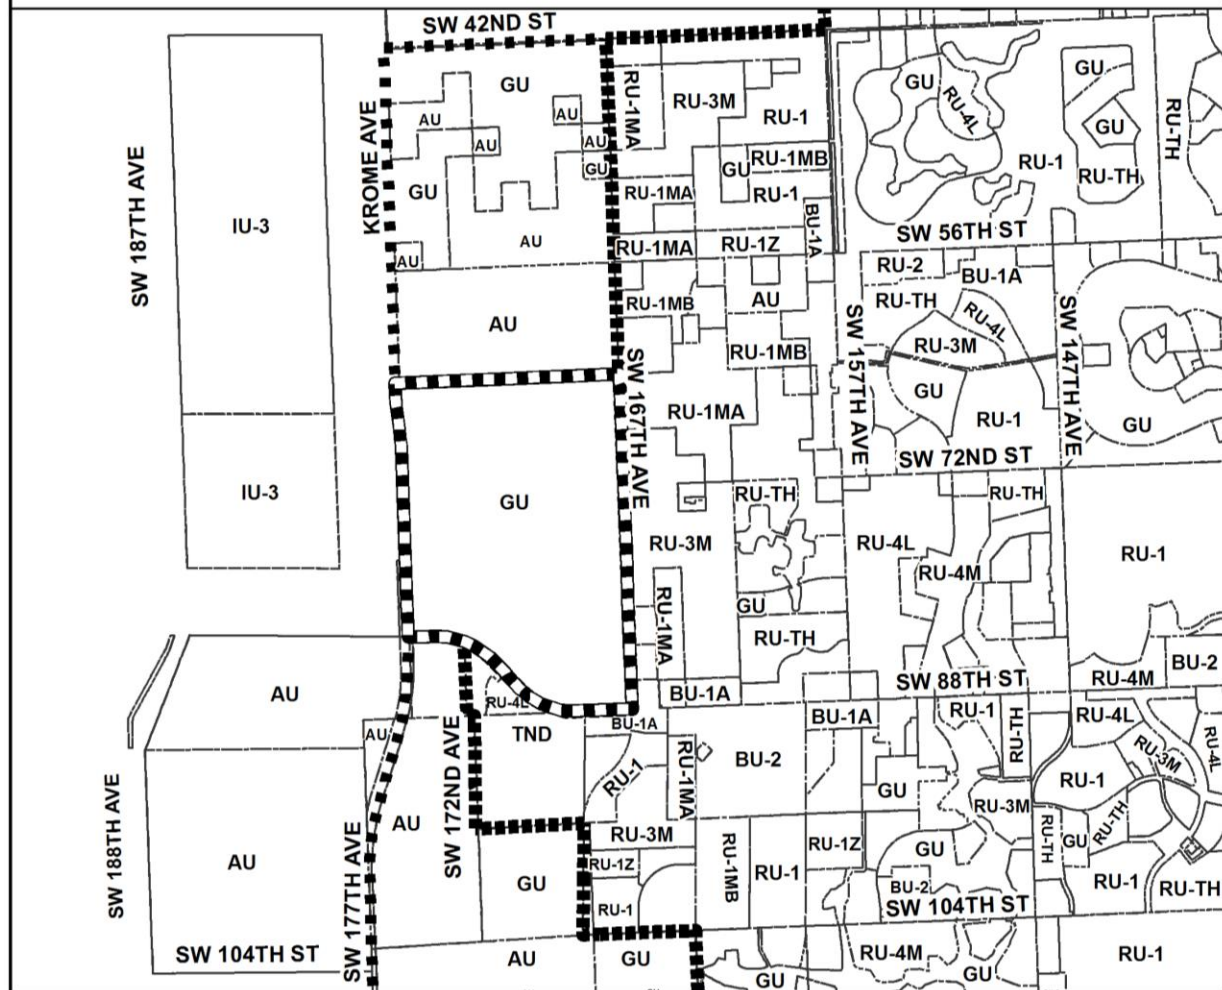 SW 42ND ST
GU
GU
RU-TH
RU-1MA
RU-3M
RU-4L
AU
AU
RU-1
GU
AU
AU
RU-1MB
RU-1
KROME AVE
GU
GU
RU-TH
SW 187TH AVE
GU
RU-1MA
RU-1
IU-3
BU-1A
SW 56TH ST
AU
RU-1MA
RU-1Z
AU
RU-2
BU-1A
RU-TH
RU-4L
RU-1MB
AU
AU
SW 157TH AVE
SW 147TH AVE
RU-3M
RU-1MB
SW 167TH AVE
GU
RU-1MA
RU-1
GU
SW 72ND ST
IU-3
GU
RU-TH
RU-TH
RU-3M
RU-4L
RU-4M
RU-1
RU-1MA
GU
RU-TH
AU
BU-1A
SW 88TH ST
RU-4M
BU-2
RU-4L
AU
TND
BU-1A
BU-1A
RU-1
RU-TH
RU-4L
RU-3M
RU-4L
SW 172ND AVE
RU-1
RU-1MA
BU-2
GU
RU-1
SW 188TH AVE
AU
RU-3M
RU-3M
RU-TH
AU
SW 177TH AVE
GU
RU-1Z
RU-1MB
RU-1
RU-1Z
GU
RU-TH
GU
RU-1
BU-2
RU-1
RU-TH
SW 104TH ST
SW 104TH ST
AU
GU
GU
RU-4M
GU
RU-1